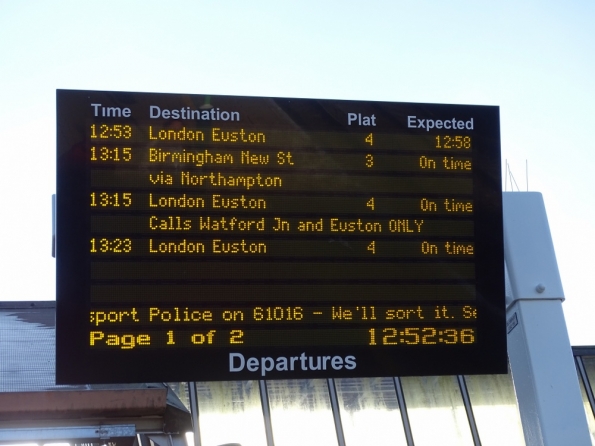 Time Destination Plat Expected
12:53 London Euston 4 12:58
13:15 Birmingham New St 3 On time
via Northampton
13:15 London Euston 4 On time
Calls Watford Jn and Euston ONLY
13:23 London Euston 4 On time
sport Police on 61016 - We'll sort it. Se
Page 1 of 2 12:52:36
Departures